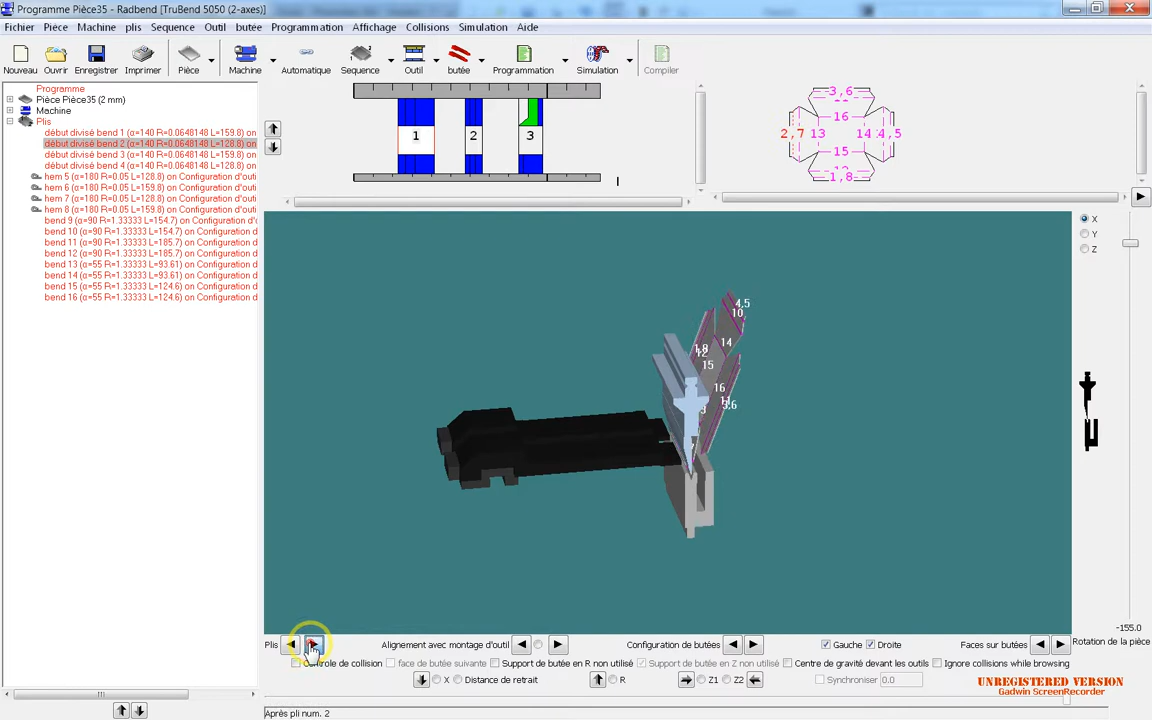 Programme Pièce35 - Radbend [TruBend 5050 (2-axes)]
Fichier Pièce Machine plis Sequence Outil butée Programmation Affichage Collisions Simulation Aide
Nouveau Ouvrir Enregistrer Imprimer Pièce Machine Automatique Sequence Outil butée Programmation Simulation Compiler
Programme
Pièce Pièce35 (2 mm)
Machine
Plis
début divisé bend 1 (α=140 R=0.0648148 L=159.8) on
début divisé bend 2 (α=140 R=0.0648148 L=128.8) on
début divisé bend 3 (α=140 R=0.0648148 L=159.8) on
début divisé bend 4 (α=140 R=0.0648148 L=128.8) on
hem 5 (α=180 R=0.05 L=128.8) on Configuration d'outi
hem 6 (α=180 R=0.05 L=159.8) on Configuration d'outi
hem 7 (α=180 R=0.05 L=128.8) on Configuration d'outi
hem 8 (α=180 R=0.05 L=159.8) on Configuration d'outi
bend 9 (α=90 R=1.33333 L=154.7) on Configuration d'o
bend 10 (α=90 R=1.33333 L=154.7) on Configuration d'
bend 11 (α=90 R=1.33333 L=185.7) on Configuration d'
bend 12 (α=90 R=1.33333 L=185.7) on Configuration d'
bend 13 (α=55 R=1.33333 L=93.61) on Configuration d'
bend 14 (α=55 R=1.33333 L=93.61) on Configuration d'
bend 15 (α=55 R=1.33333 L=124.6) on Configuration d'
bend 16 (α=55 R=1.33333 L=124.6) on Configuration d'
1 2 3
3,6
16
2,7 13 14 4,5
15
1,8
X
Y
Z
4,5
10
14
1,8
12
15
16
3,6
-155.0
Plis Alignement avec montage d'outil Configuration de butées Gauche Droite Faces sur butées Rotation de la pièce
Contrôle de collision face de butée suivante Support de butée en R non utilisé Support de butée en Z non utilisé Centre de gravité devant les outils Ignore collisions while browsing
X Distance de retrait R Z1 Z2 Synchroniser 0.0
UNREGISTERED VERSION
Gadwin ScreenRecorder
Après pli num. 2